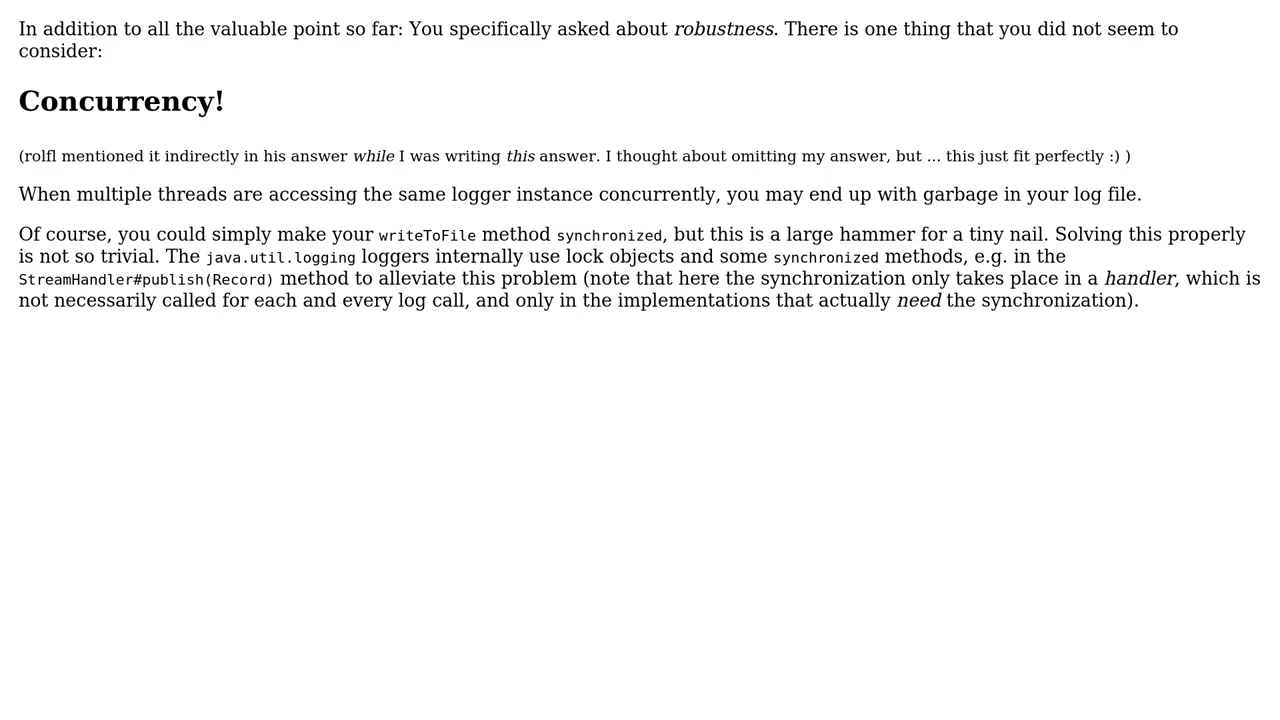 In addition to all the valuable point so far: You specifically asked about robustness. There is one thing that you did not seem to
consider:
Concurrency!
(rolfl mentioned it indirectly in his answer while I was writing this answer. I thought about omitting my answer, but ... this just fit perfectly :) )
When multiple threads are accessing the same logger instance concurrently, you may end up with garbage in your log file.
Of course, you could simply make your writeToFile method synchronized, but this is a large hammer for a tiny nail. Solving this properly
is not so trivial. The java.util.logging loggers internally use lock objects and some synchronized methods, e.g. in the
StreamHandler#publish(Record) method to alleviate this problem (note that here the synchronization only takes place in a handler, which is
not necessarily called for each and every log call, and only in the implementations that actually need the synchronization).